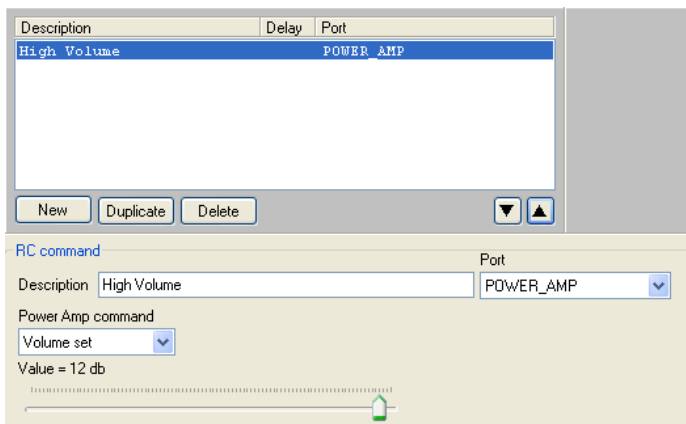 Description Delay Port
High Volume POWER_AMP
New Duplicate Delete
RC command
Port
Description High Volume POWER_AMP
Power Amp command
Volume set
Value = 12 db